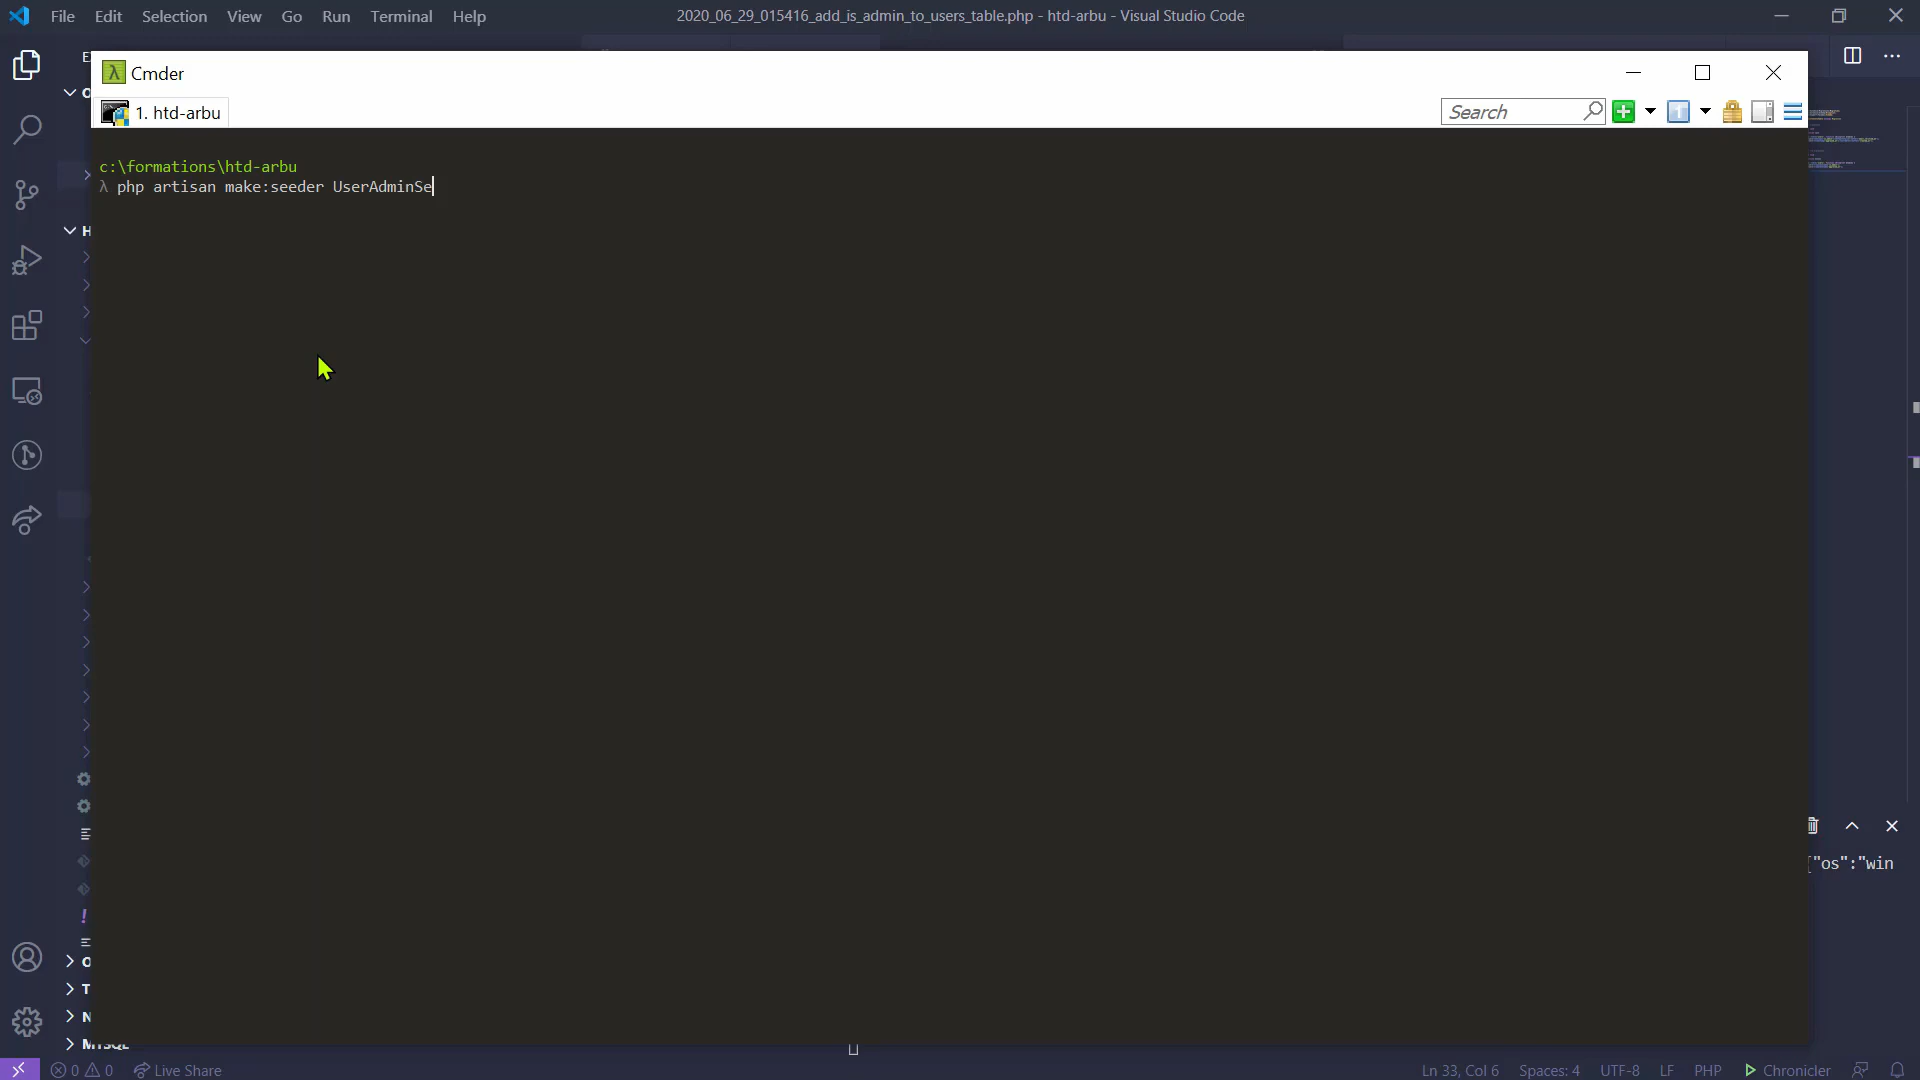 File Edit Selection View Go Run Terminal Help
2020_06_29_015416_add_is_admin_to_users_table.php - htd-arbu - Visual Studio Code
Cmder
1. htd-arbu
Search
c:\formations\htd-arbu
λ php artisan make:seeder UserAdminSe
["os":"win
0 0 Live Share
Ln 33, Col 6 Spaces: 4 UTF-8 LF PHP Chronicler